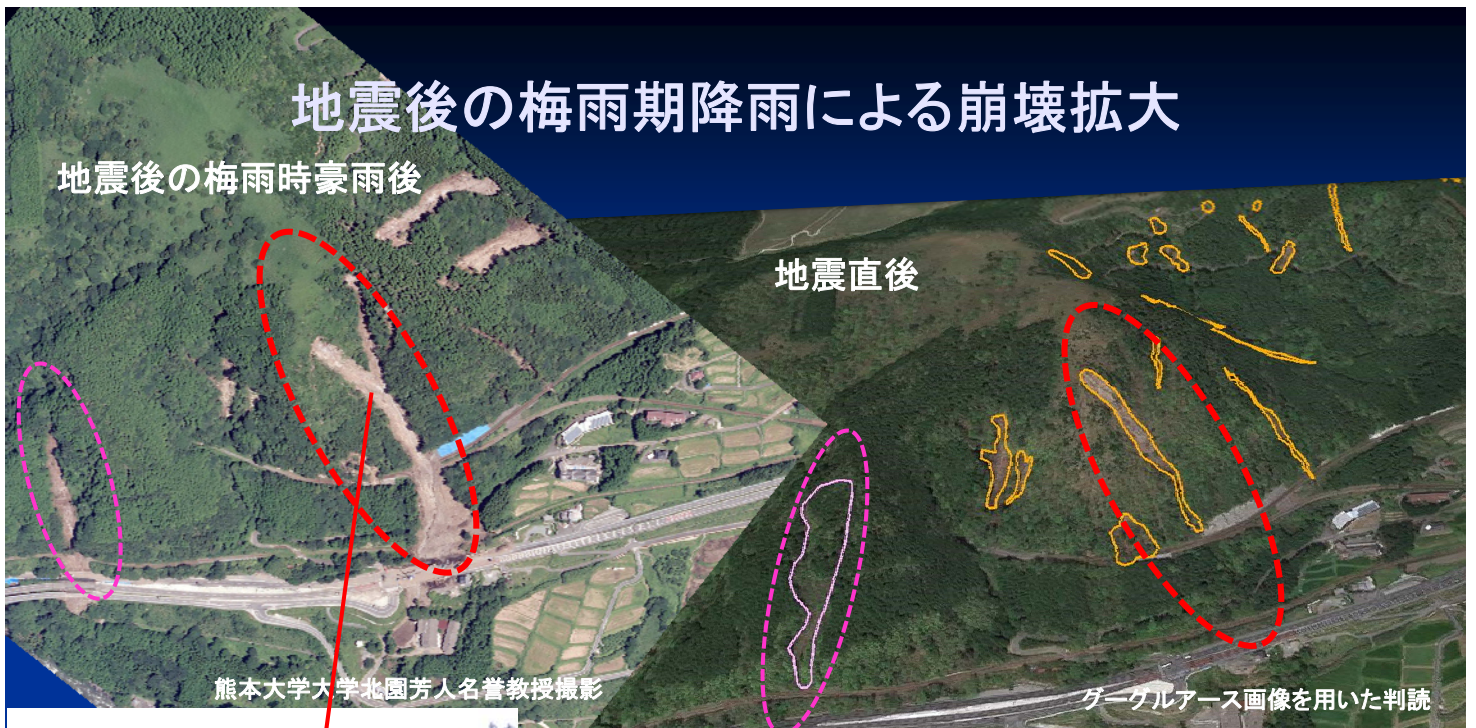 地震後の梅雨期降雨による崩壊拡大
地震後の梅雨時豪雨後
地震直後
熊本大学大学北園芳人名誉教授撮影
グーグルアース画像を用いた判読